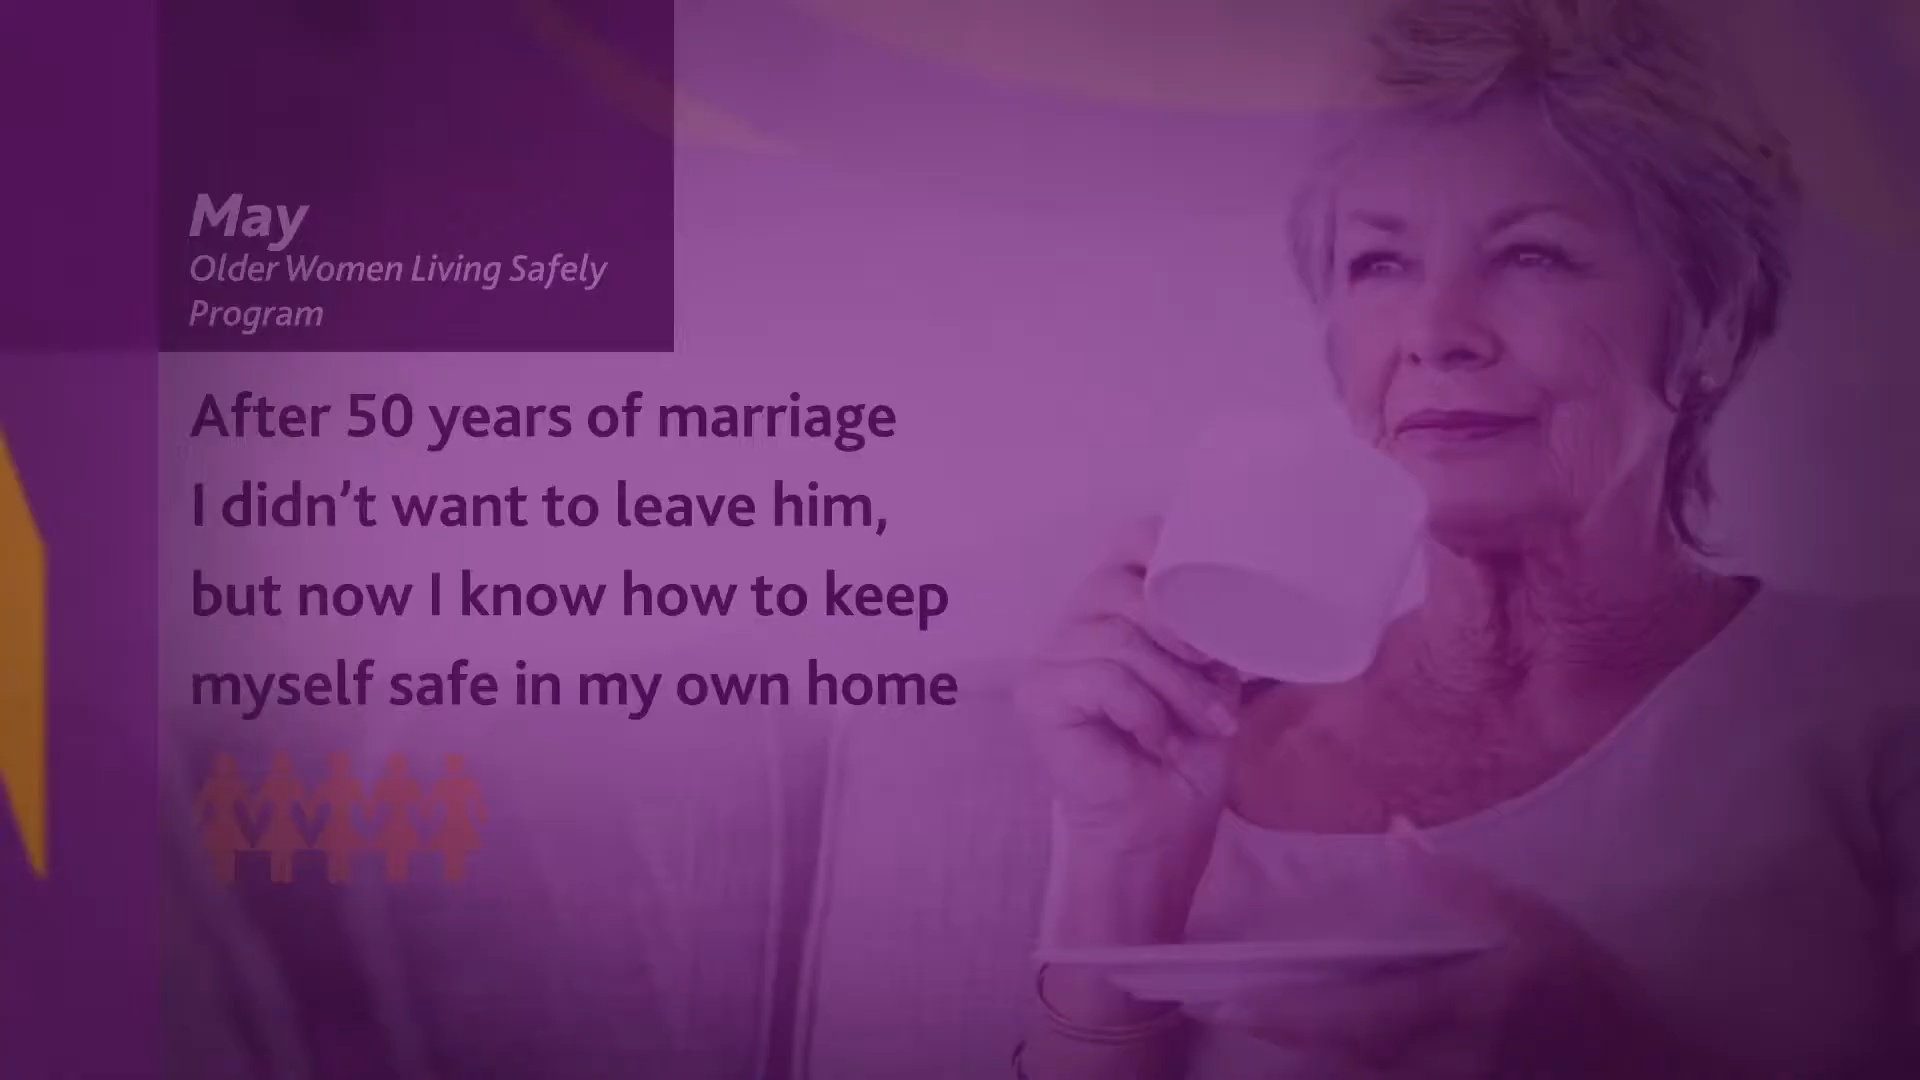 May
Older Women Living Safely
Program
After 50 years of marriage
I didn’t want to leave him,
but now I know how to keep
myself safe in my own home